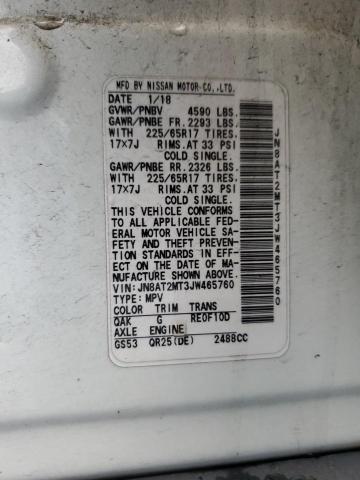 MFD BY NISSAN MOTOR CO., LTD.
DATE 1/18
GVWR/PNBV 4590 LBS.
GAWR/PNBE FR. 2293 LBS.
WITH 225/65R17 TIRES.
17X7J RIMS. AT 33 PSI
COLD SINGLE.
GAWR/PNBE RR. 2326 LBS.
WITH 225/65R17 TIRES.
17X7J RIMS. AT 33 PSI
COLD SINGLE.
THIS VEHICLE CONFORMS
TO ALL APPLICABLE FED-
ERAL MOTOR VEHICLE SA-
FETY AND THEFT PREVENTION
STANDARDS IN EFF-
ECT ON THE DATE OF MA-
NUFACTURE SHOWN ABOVE.
VIN: JN8AT2MT3JW465760
TYPE: MPV
COLOR TRIM TRANS
QAK G RE0F10D
AXLE ENGINE
GS53 QR25(DE) 2488CC
JN8AT2MT3JW465760